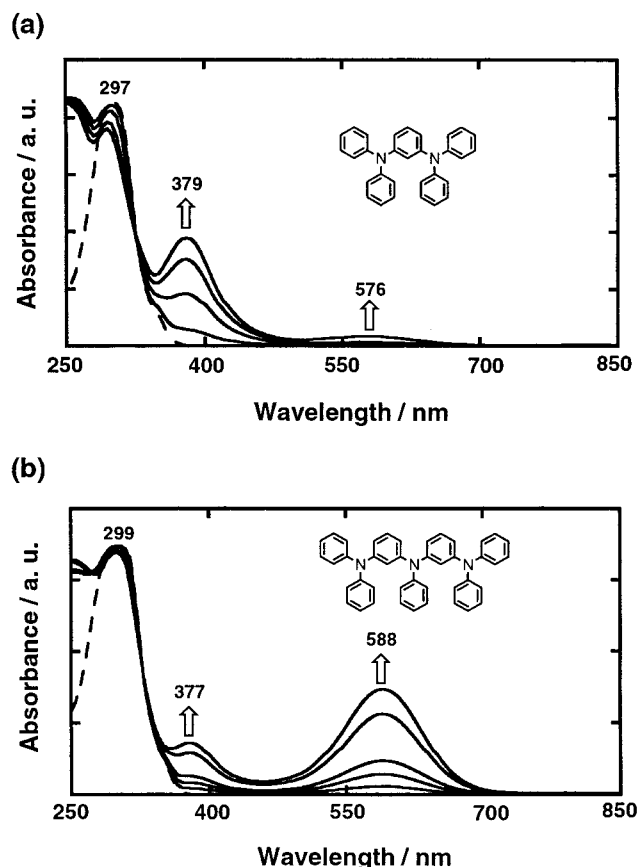 (a)
297
379
576
N
N
Absorbance / a. u.
250
400
550
700
850
Wavelength / nm
(b)
299
377
588
N
N
N
Absorbance / a. u.
250
400
550
700
850
Wavelength / nm